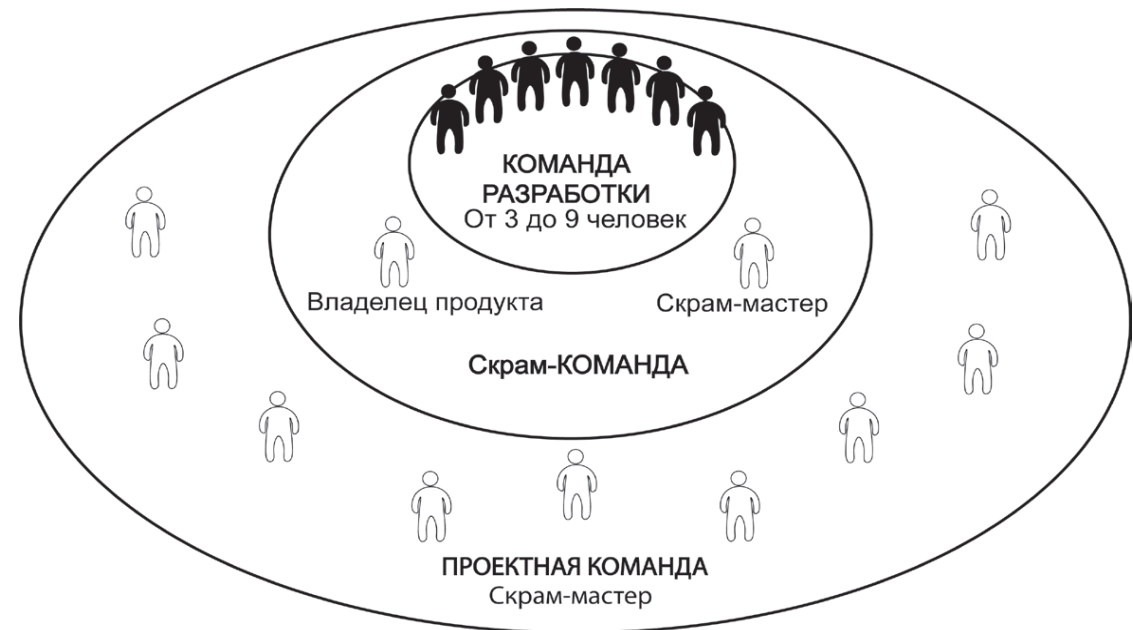 КОМАНДА
РАЗРАБОТКИ
От 3 до 9 человек
Владелец продукта
Скрам-мастер
Скрам-КОМАНДА
ПРОЕКТНАЯ КОМАНДА
Скрам-мастер